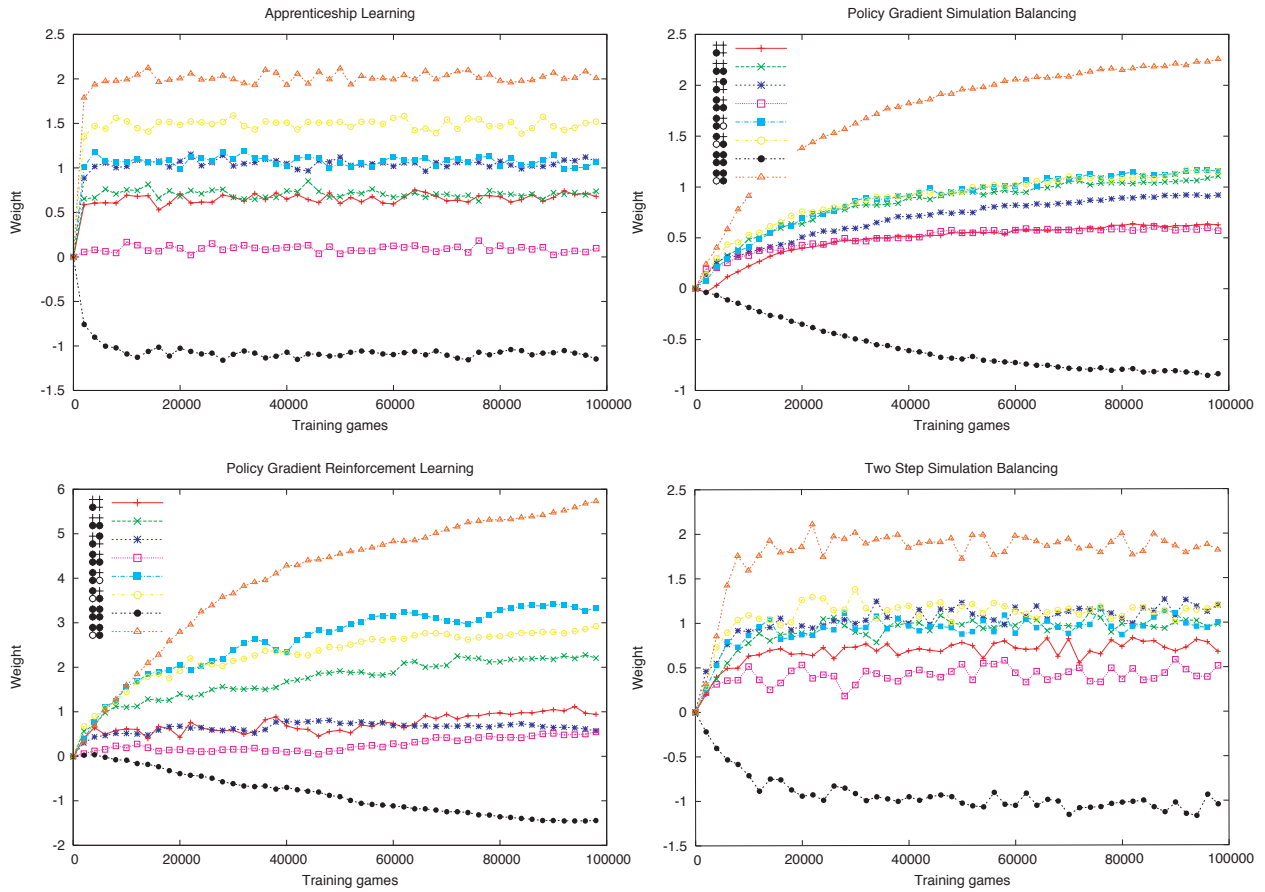 Apprenticeship Learning
2.5
2
1.5
1
0.5
0
-0.5
-1
-1.5
Weight
0 20000 40000 60000 80000 100000
Training games
Policy Gradient Simulation Balancing
2.5
2
1.5
1
0.5
0
-0.5
-1
Weight
0 20000 40000 60000 80000 100000
Training games
Policy Gradient Reinforcement Learning
6
5
4
3
2
1
0
-1
-2
Weight
0 20000 40000 60000 80000 100000
Training games
Two Step Simulation Balancing
2.5
2
1.5
1
0.5
0
-0.5
-1
-1.5
Weight
0 20000 40000 60000 80000 100000
Training games